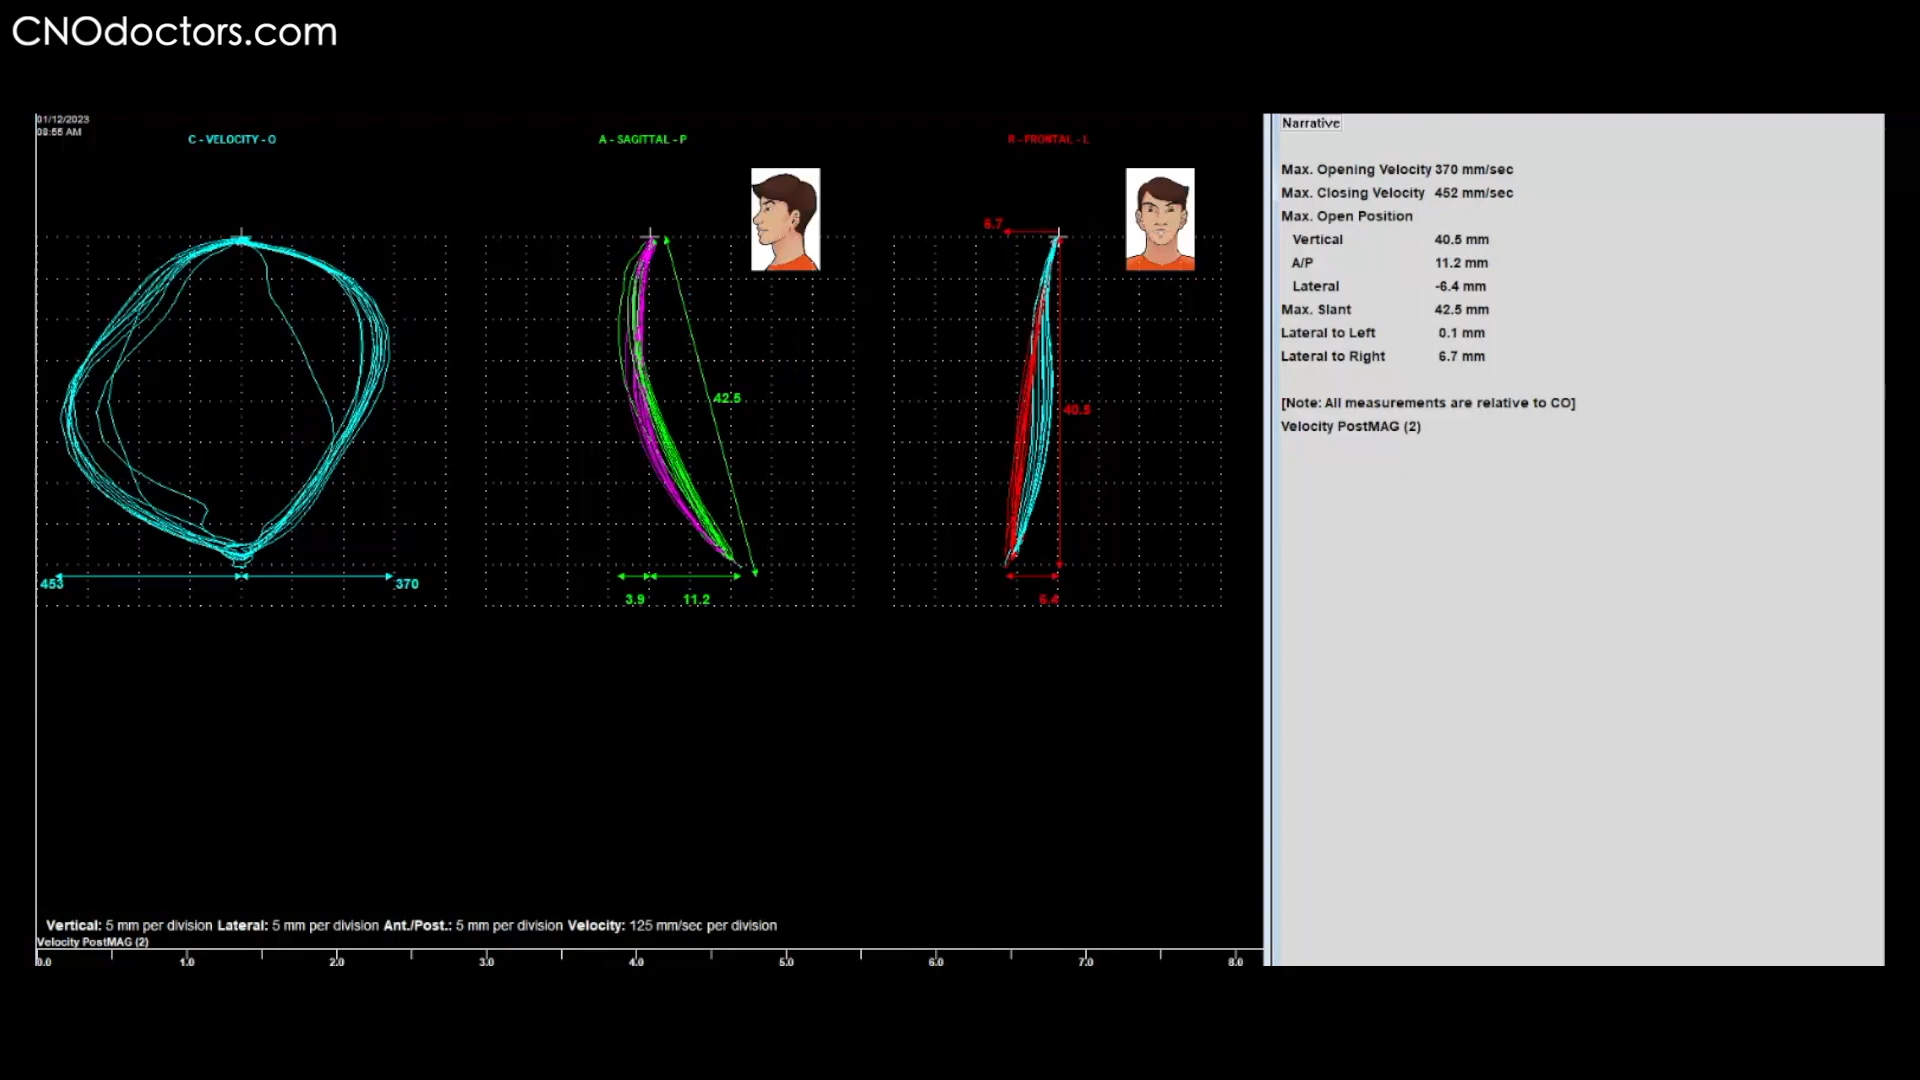 CNOdoctors.com
01/12/2023
08:55 AM
C - VELOCITY - O
A - SAGITTAL - P
R - FRONTAL - L
6.7
42.5
40.5
453
370
3.9
11.2
6.4
Vertical: 5 mm per division Lateral: 5 mm per division Ant./Post.: 5 mm per division Velocity: 125 mm/sec per division
Velocity PostMAG (2)
0.0 1.0 2.0 3.0 4.0 5.0 6.0 7.0 8.0
Narrative
Max. Opening Velocity 370 mm/sec
Max. Closing Velocity 452 mm/sec
Max. Open Position
Vertical 40.5 mm
A/P 11.2 mm
Lateral -6.4 mm
Max. Slant 42.5 mm
Lateral to Left 0.1 mm
Lateral to Right 6.7 mm
[Note: All measurements are relative to CO]
Velocity PostMAG (2)